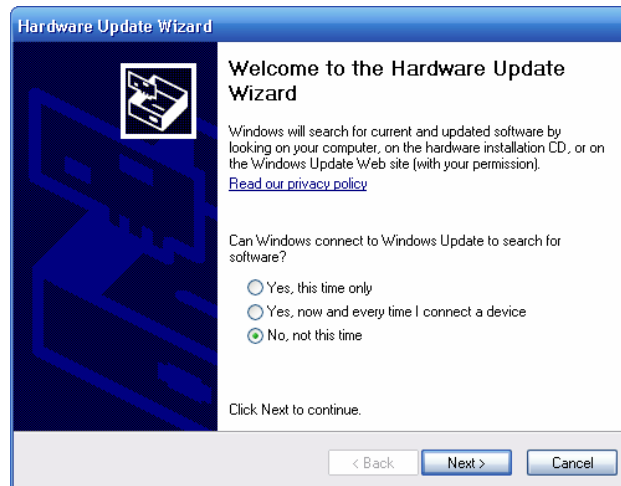 Hardware Update Wizard
Welcome to the Hardware Update
Wizard
Windows will search for current and updated software by
looking on your computer, on the hardware installation CD, or on
the Windows Update Web site (with your permission).
Read our privacy policy
Can Windows connect to Windows Update to search for
software?
Yes, this time only
Yes, now and every time I connect a device
No, not this time
Click Next to continue.
< Back
Next >
Cancel